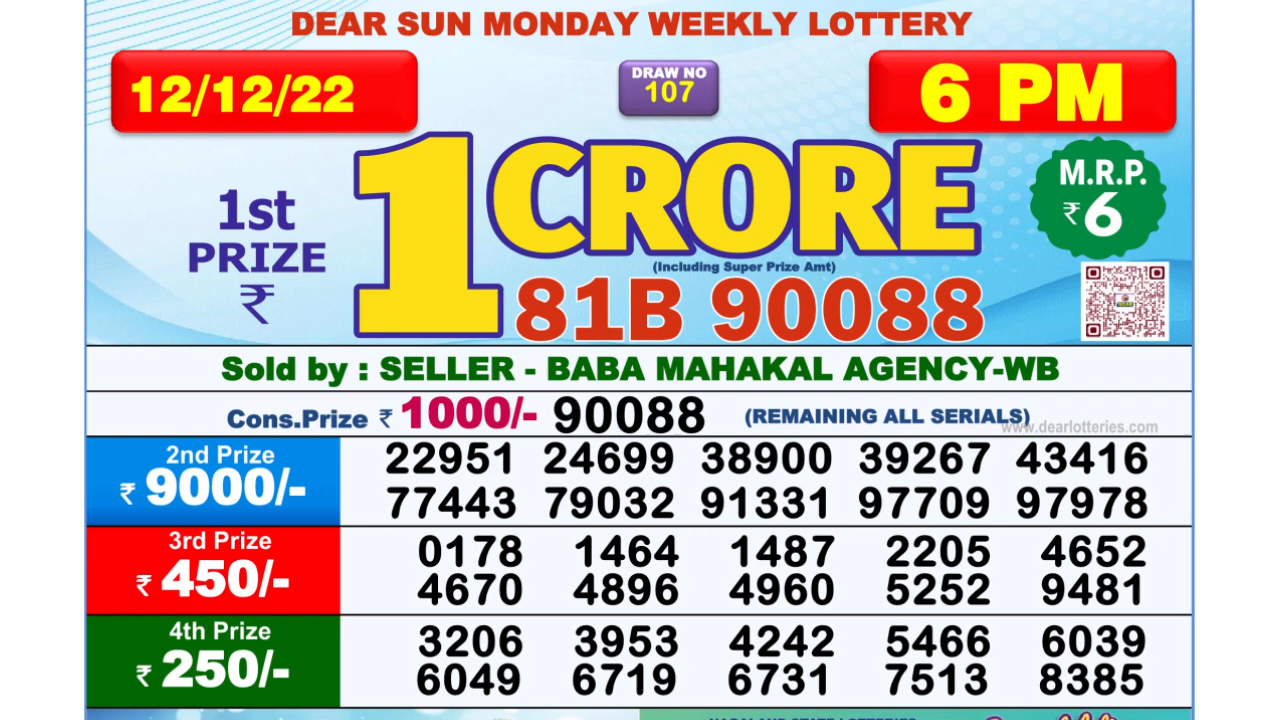 DEAR SUN MONDAY WEEKLY LOTTERY
12/12/22
DRAW NO
107
6 PM
1st
PRIZE
₹
1 CRORE
(Including Super Prize Amt)
M.R.P.
₹6
81B 90088
Sold by : SELLER - BABA MAHAKAL AGENCY-WB
Cons.Prize ₹ 1000/- 90088 (REMAINING ALL SERIALS)
www.dearlotteries.com
2nd Prize
₹ 9000/-
22951 24699 38900 39267 43416
77443 79032 91331 97709 97978
3rd Prize
₹ 450/-
0178 1464 1487 2205 4652
4670 4896 4960 5252 9481
4th Prize
₹ 250/-
3206 3953 4242 5466 6039
6049 6719 6731 7513 8385